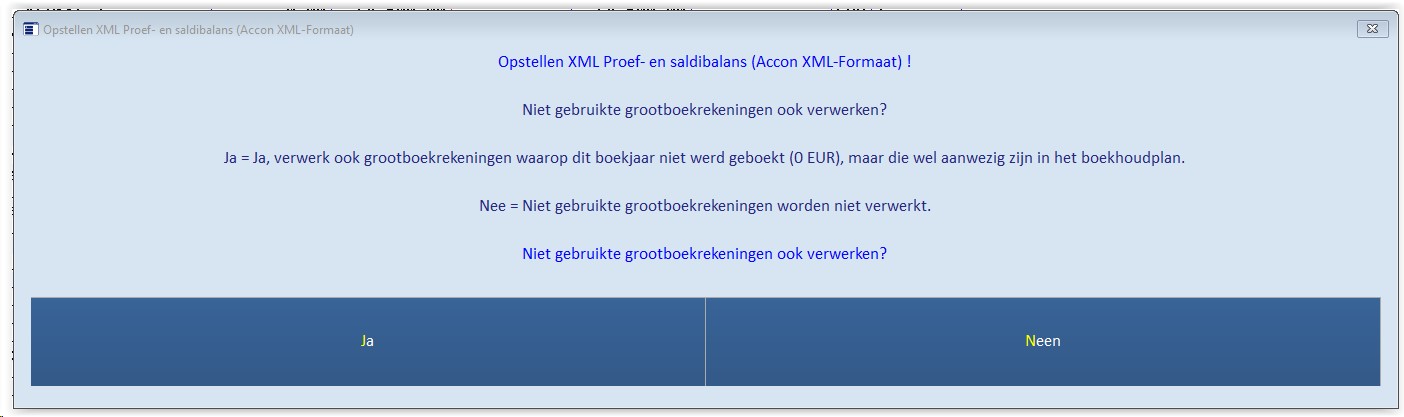 Opstellen XML Proef- en saldibalans (Accon XML-Formaat)
Opstellen XML Proef- en saldibalans (Accon XML-Formaat) !
Niet gebruikte grootboekrekeningen ook verwerken?
Ja = Ja, verwerk ook grootboekrekeningen waarop dit boekjaar niet werd geboekt (0 EUR), maar die wel aanwezig zijn in het boekhoudplan.
Nee = Niet gebruikte grootboekrekeningen worden niet verwerkt.
Niet gebruikte grootboekrekeningen ook verwerken?
Ja
Neen